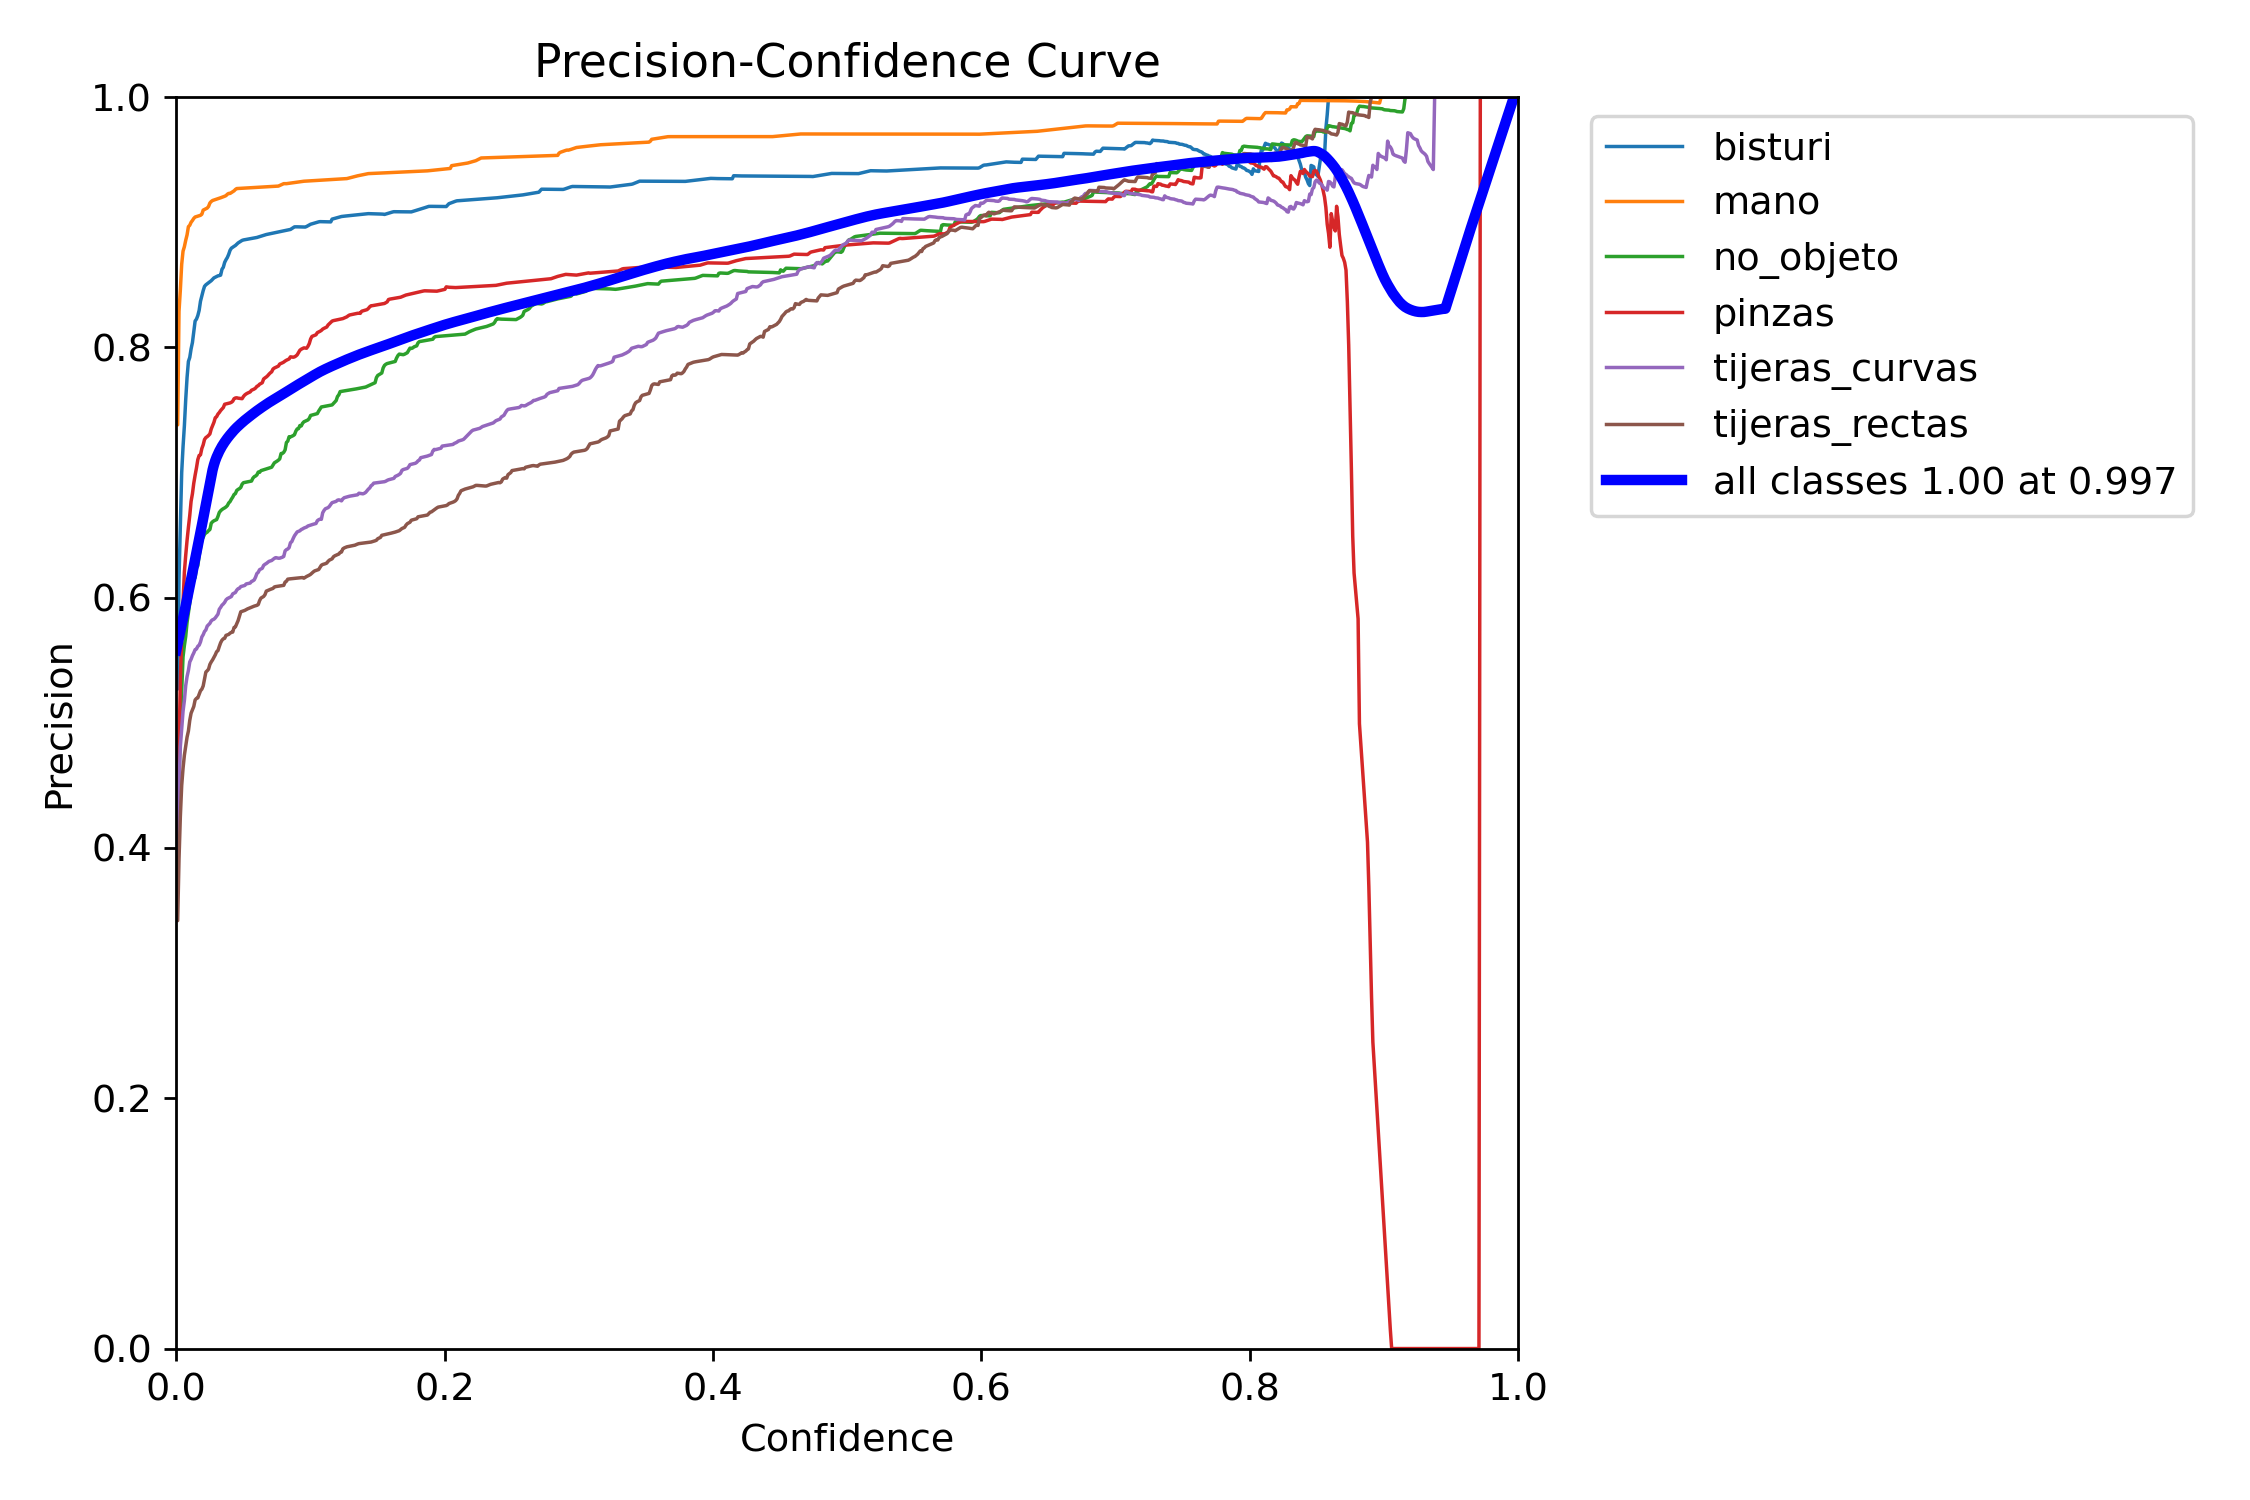 Precision-Confidence Curve
1.0
0.8
0.6
0.4
0.2
0.0
Precision
0.0 0.2 0.4 0.6 0.8 1.0
Confidence
bisturi
mano
no_objeto
pinzas
tijeras_curvas
tijeras_rectas
all classes 1.00 at 0.997